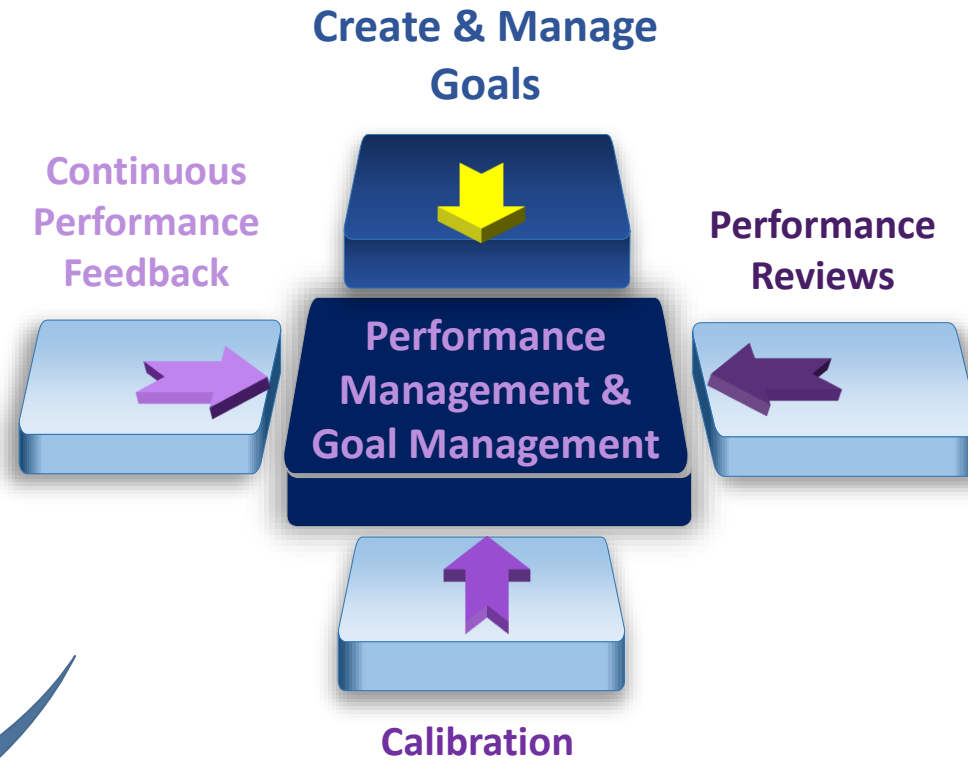 Create & Manage
Goals
Continuous
Performance
Feedback
Performance
Reviews
Performance
Management &
Goal Management
Calibration